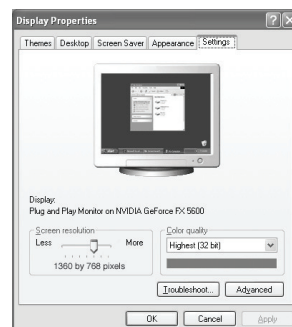 Display Properties
Themes Desktop Screen Saver Appearance Settings
Display:
Plug and Play Monitor on NVIDIA GeForce FX 5600
Screen resolution
Less More
1360 by 768 pixels
Color quality
Highest (32 bit)
Troubleshoot... Advanced
OK Cancel Apply